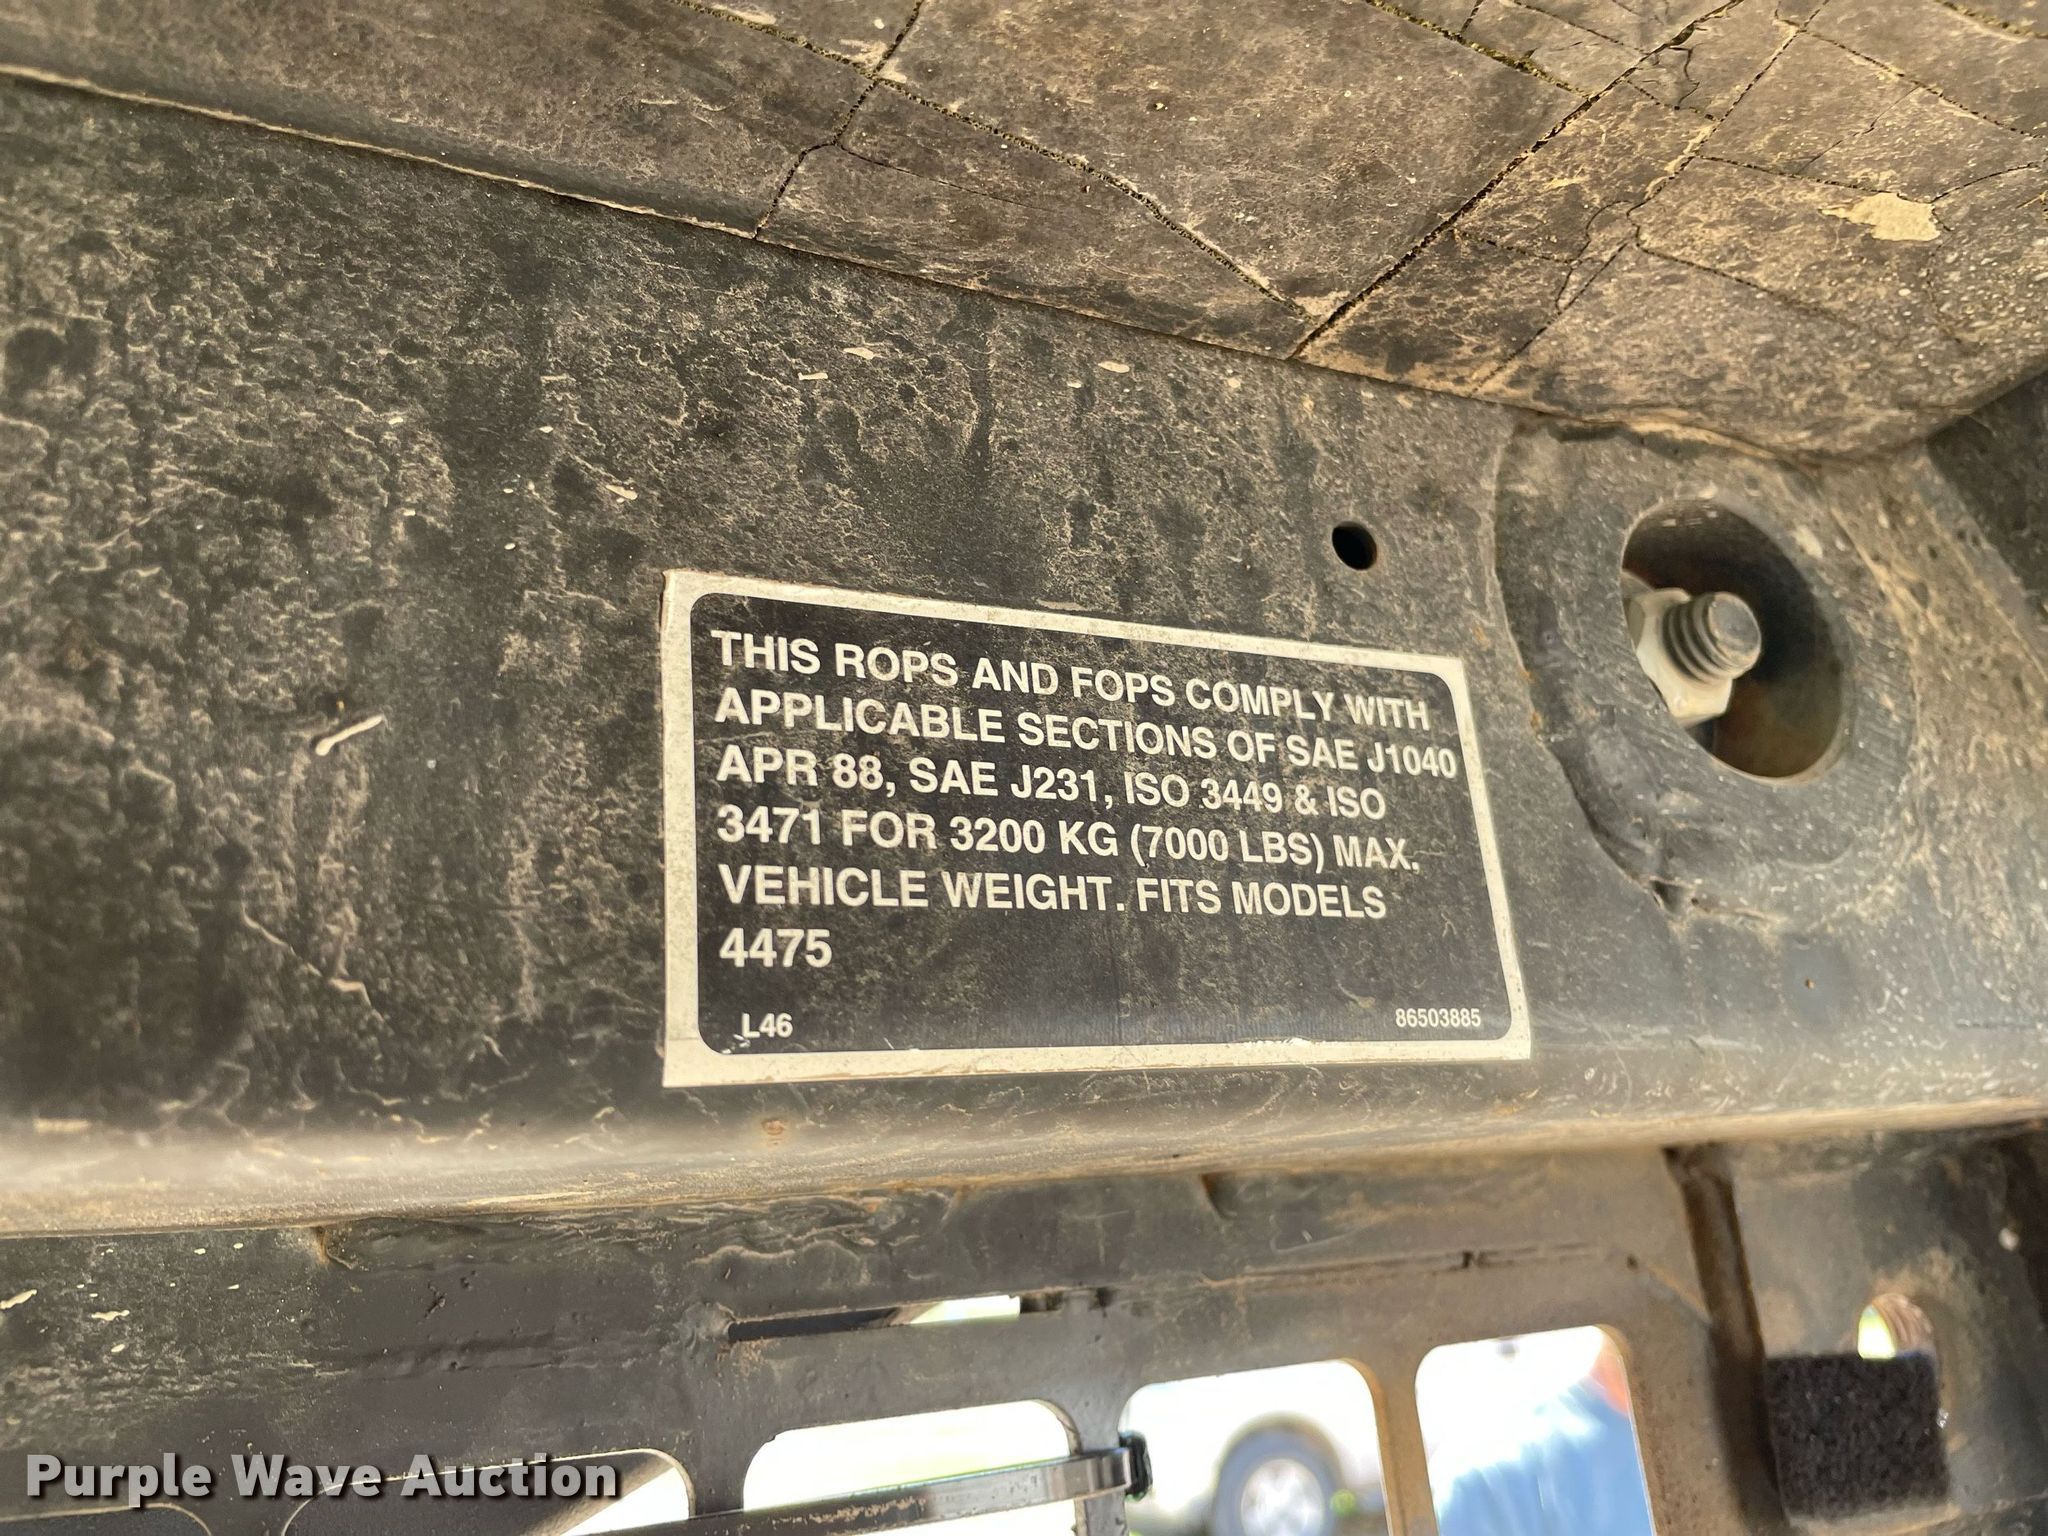 THIS ROPS AND FOPS COMPLY WITH
APPLICABLE SECTIONS OF SAE J1040
APR 88, SAE J231, ISO 3449 & ISO
3471 FOR 3200 KG (7000 LBS) MAX.
VEHICLE WEIGHT. FITS MODELS
4475
L46 86503885
Purple Wave Auction